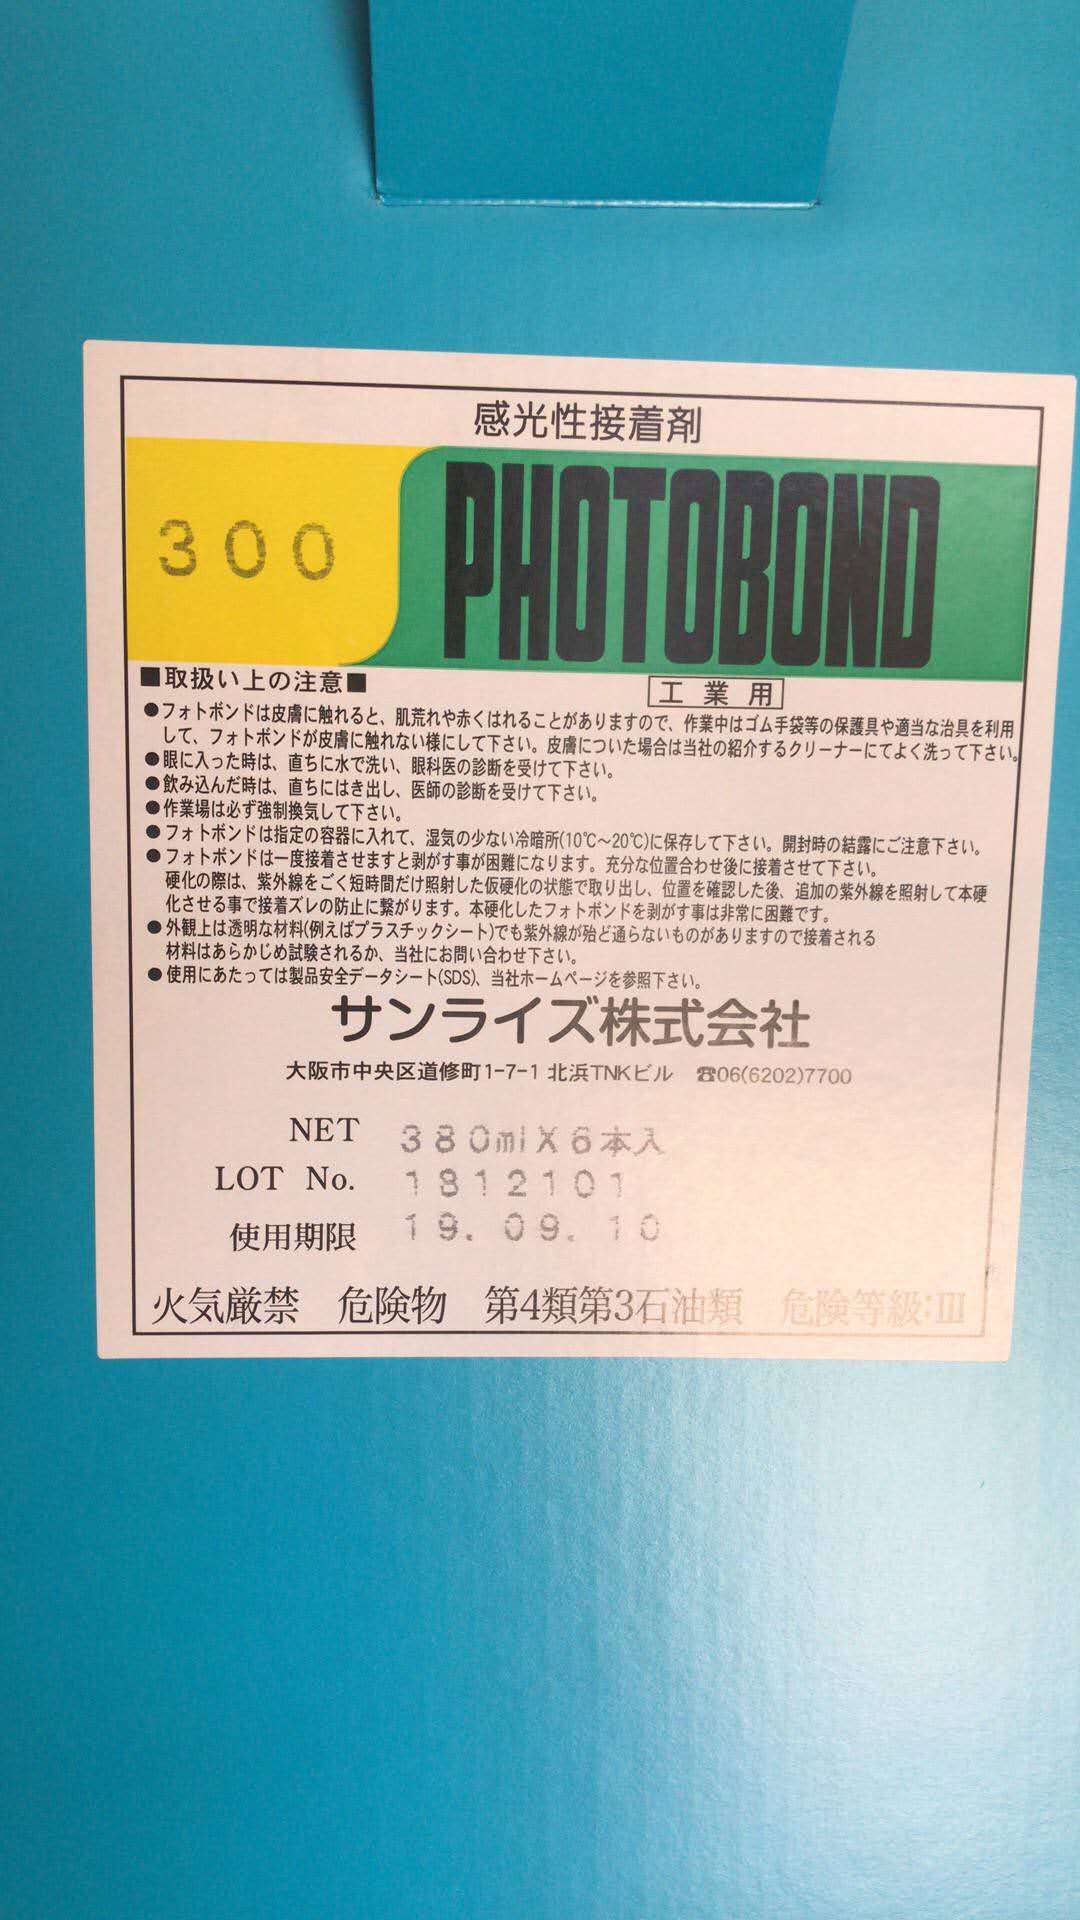 感光性接着剤
300 PHOTOBOND
■取扱い上の注意■
工業用
●フォトボンドは皮膚に触れると、肌荒れや赤くはれることがありますので、作業中はゴム手袋等の保護具や適当な治具を利用
して、フォトボンドが皮膚に触れない様にして下さい。皮膚についた場合は当社の紹介するクリーナーにてよく洗って下さい。
●眼に入った時は、直ちに水で洗い、眼科医の診断を受けて下さい。
●飲み込んだ時は、直ちにはき出し、医師の診断を受けて下さい。
●作業場は必ず強制換気して下さい。
●フォトボンドは指定の容器に入れて、湿気の少ない冷暗所(10℃~20℃)に保存して下さい。開封時の結露にご注意下さい。
●フォトボンドは一度接着させますと剥がす事が困難になります。充分な位置合わせ後に接着させて下さい。
硬化の際は、紫外線をごく短時間だけ照射した仮硬化の状態で取り出し、位置を確認した後、追加の紫外線を照射して本硬
化させる事で接着ズレの防止に繋がります。本硬化したフォトボンドを剥がす事は非常に困難です。
●外観上は透明な材料(例えばプラスチックシート)でも紫外線が殆ど通らないものがありますので接着される
材料はあらかじめ試験されるか、当社にお問い合わせ下さい。
●使用にあたっては製品安全データシート(SDS)、当社ホームページを参照下さい。
サンライズ株式会社
大阪市中央区道修町1-7-1 北浜TNKビル ☎06(6202)7700
NET 380ml×6本入
LOT No. 1812101
使用期限 19.09.10
火気厳禁 危険物 第4類第3石油類 危険等級:Ⅲ